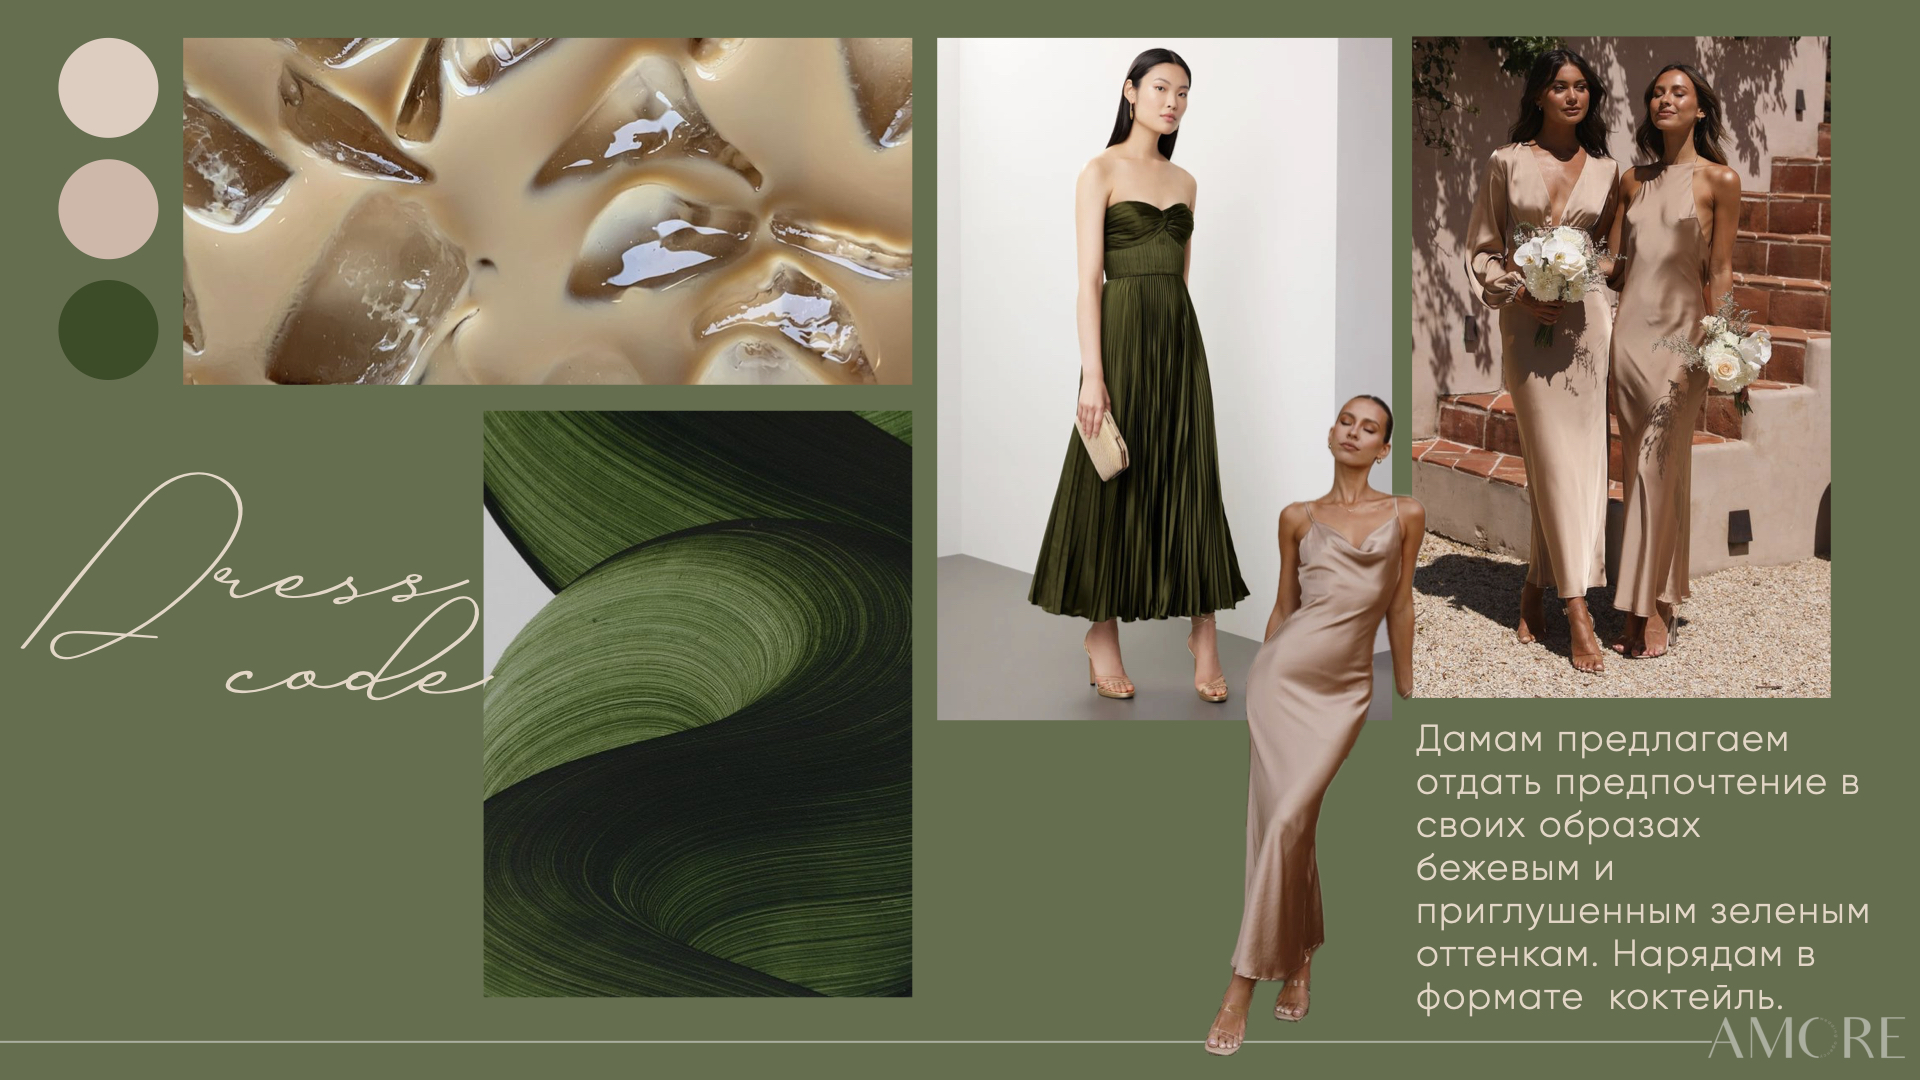 Dress
code
Дамам предлагаем
отдать предпочтение в
своих образах
бежевым и
приглушенным зеленым
оттенкам. Нарядам в
формате  коктейль.
AMORE